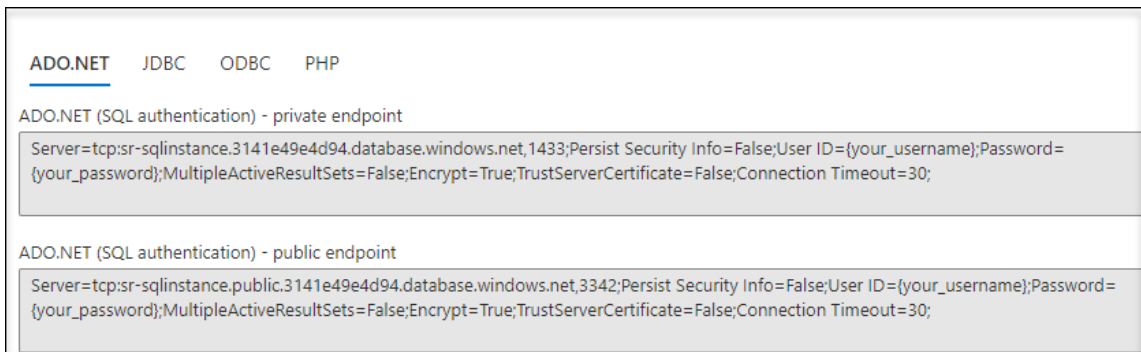 ADO.NET JDBC ODBC PHP
ADO.NET (SQL authentication) - private endpoint
Server=tcp:sr-sqlinstance.3141e49e4d94.database.windows.net,1433;Persist Security Info=False;User ID={your_username};Password=
{your_password};MultipleActiveResultSets=False;Encrypt=True;TrustServerCertificate=False;Connection Timeout=30;
ADO.NET (SQL authentication) - public endpoint
Server=tcp:sr-sqlinstance.public.3141e49e4d94.database.windows.net,3342;Persist Security Info=False;User ID={your_username};Password=
{your_password};MultipleActiveResultSets=False;Encrypt=True;TrustServerCertificate=False;Connection Timeout=30;